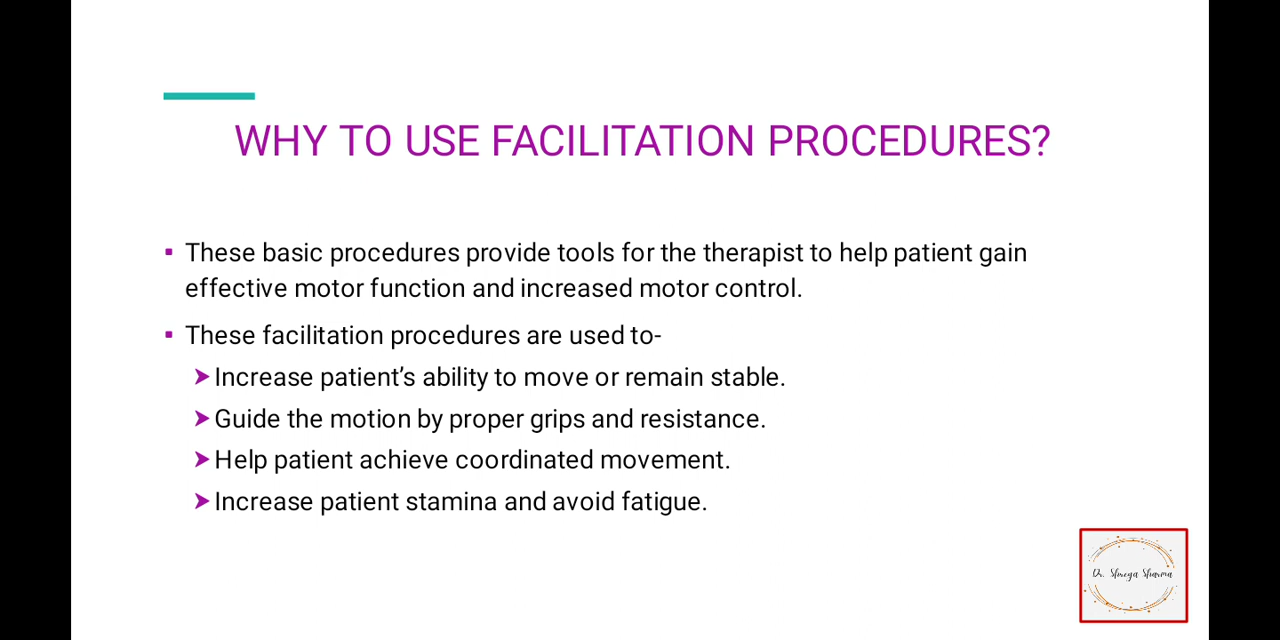 WHY TO USE FACILITATION PROCEDURES?
▪ These basic procedures provide tools for the therapist to help patient gain
effective motor function and increased motor control.
▪ These facilitation procedures are used to-
➤Increase patient's ability to move or remain stable.
➤Guide the motion by proper grips and resistance.
➤Help patient achieve coordinated movement.
➤Increase patient stamina and avoid fatigue.
Dr. Shreya Sharma